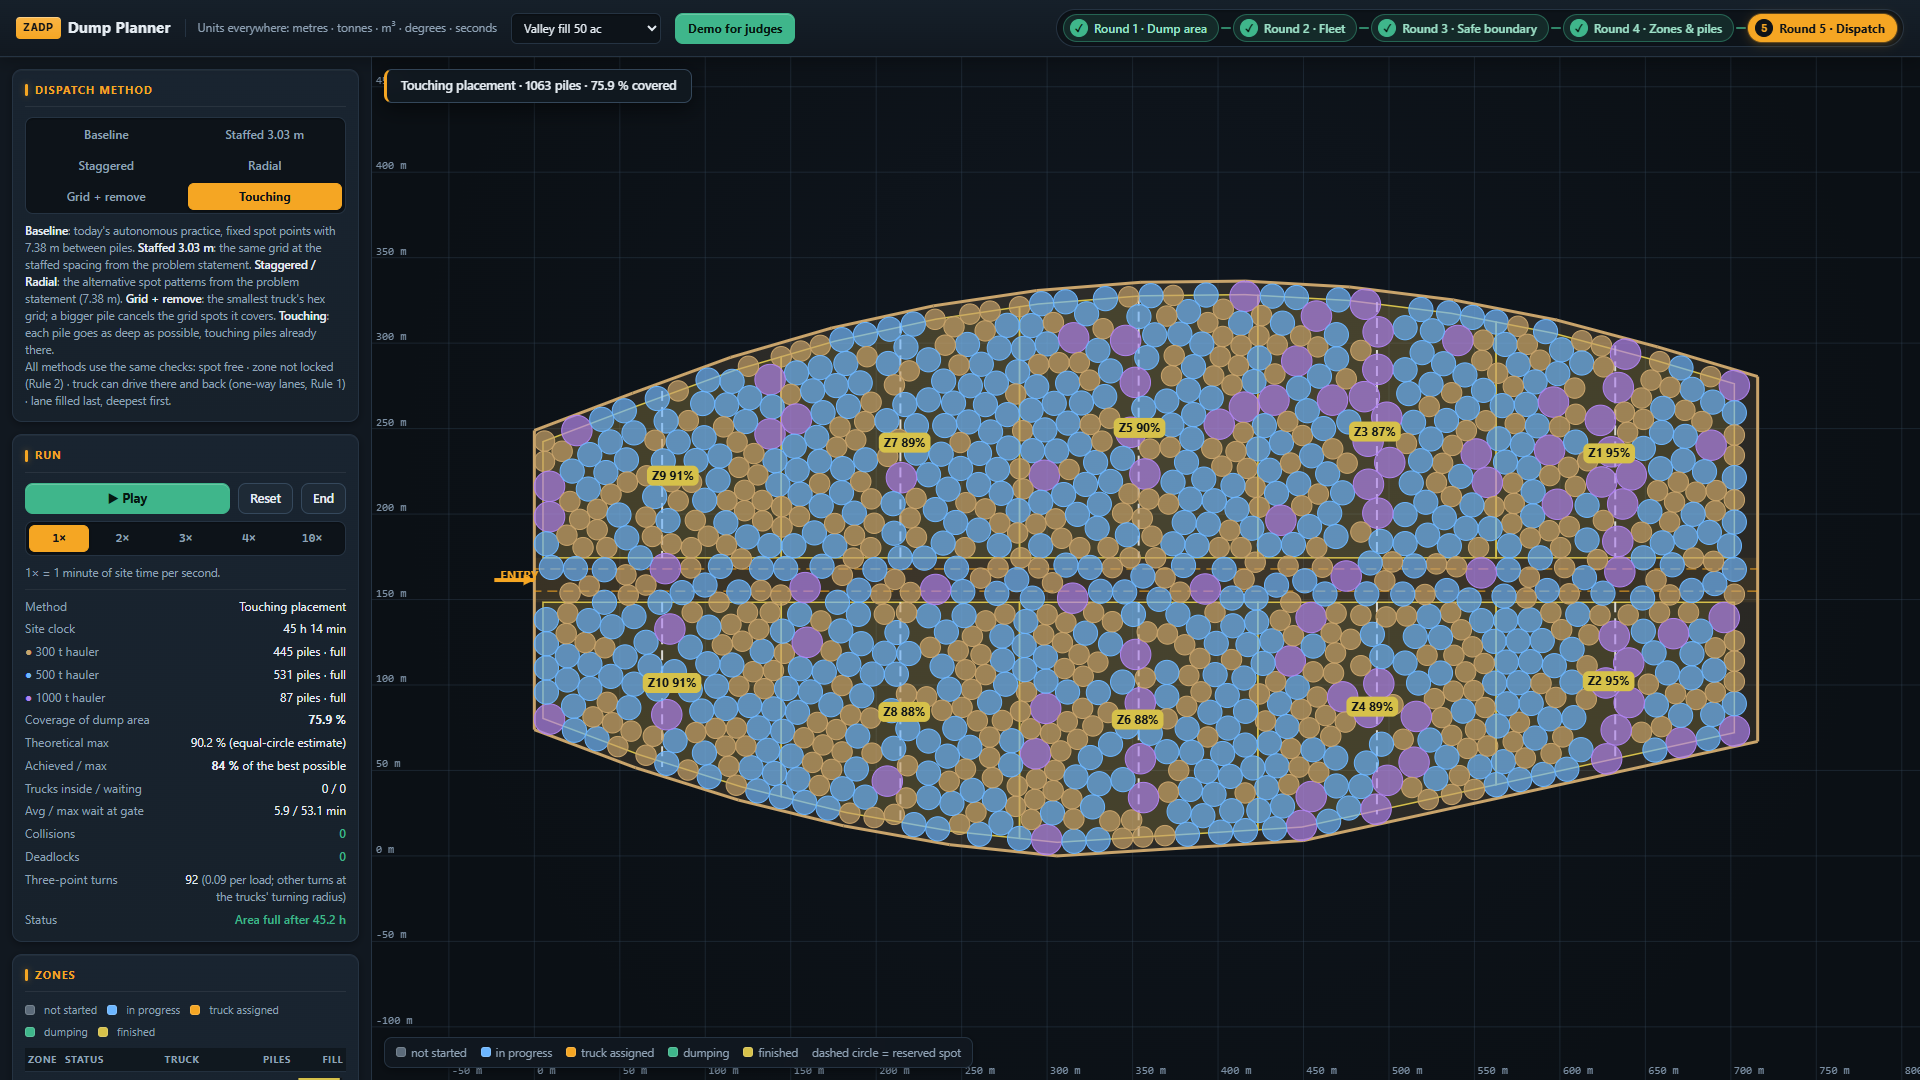 ZADP Dump Planner Units everywhere: metres · tonnes · m³ · degrees · seconds Valley fill 50 ac Demo for judges ✓ Round 1 · Dump area ✓ Round 2 · Fleet ✓ Round 3 · Safe boundary ✓ Round 4 · Zones & piles 5 Round 5 · Dispatch
DISPATCH METHOD
Baseline Staffed 3.03 m
Staggered Radial
Grid + remove Touching
Baseline: today's autonomous practice, fixed spot points with
7.38 m between piles. Staffed 3.03 m: the same grid at the
staffed spacing from the problem statement. Staggered /
Radial: the alternative spot patterns from the problem
statement (7.38 m). Grid + remove: the smallest truck's hex
grid; a bigger pile cancels the grid spots it covers. Touching:
each pile goes as deep as possible, touching piles already
there.
All methods use the same checks: spot free · zone not locked
(Rule 2) · truck can drive there and back (one-way lanes, Rule 1)
· lane filled last, deepest first.
RUN
▶ Play Reset End
1× 2× 3× 4× 10×
1× = 1 minute of site time per second.
Method Touching placement
Site clock 45 h 14 min
300 t hauler 445 piles · full
500 t hauler 531 piles · full
1000 t hauler 87 piles · full
Coverage of dump area 75.9 %
Theoretical max 90.2 % (equal-circle estimate)
Achieved / max 84 % of the best possible
Trucks inside / waiting 0 / 0
Avg / max wait at gate 5.9 / 53.1 min
Collisions 0
Deadlocks 0
Three-point turns 92 (0.09 per load; other turns at
the trucks' turning radius)
Status Area full after 45.2 h
ZONES
not started in progress truck assigned
dumping finished
ZONE STATUS TRUCK PILES FILL
Touching placement · 1063 piles · 75.9 % covered
400 m
350 m
300 m
250 m
200 m
150 m
100 m
50 m
0 m
-50 m
-100 m
ENTRY
Z5 90%
Z3 87%
Z7 89%
Z1 95%
Z9 91%
Z2 95%
Z10 91%
Z4 89%
Z8 88%
Z6 88%
not started in progress truck assigned dumping finished dashed circle = reserved spot
-50 m 0 m 50 m 100 m 150 m 200 m 250 m 300 m 350 m 400 m 450 m 500 m 550 m 600 m 650 m 700 m 750 m